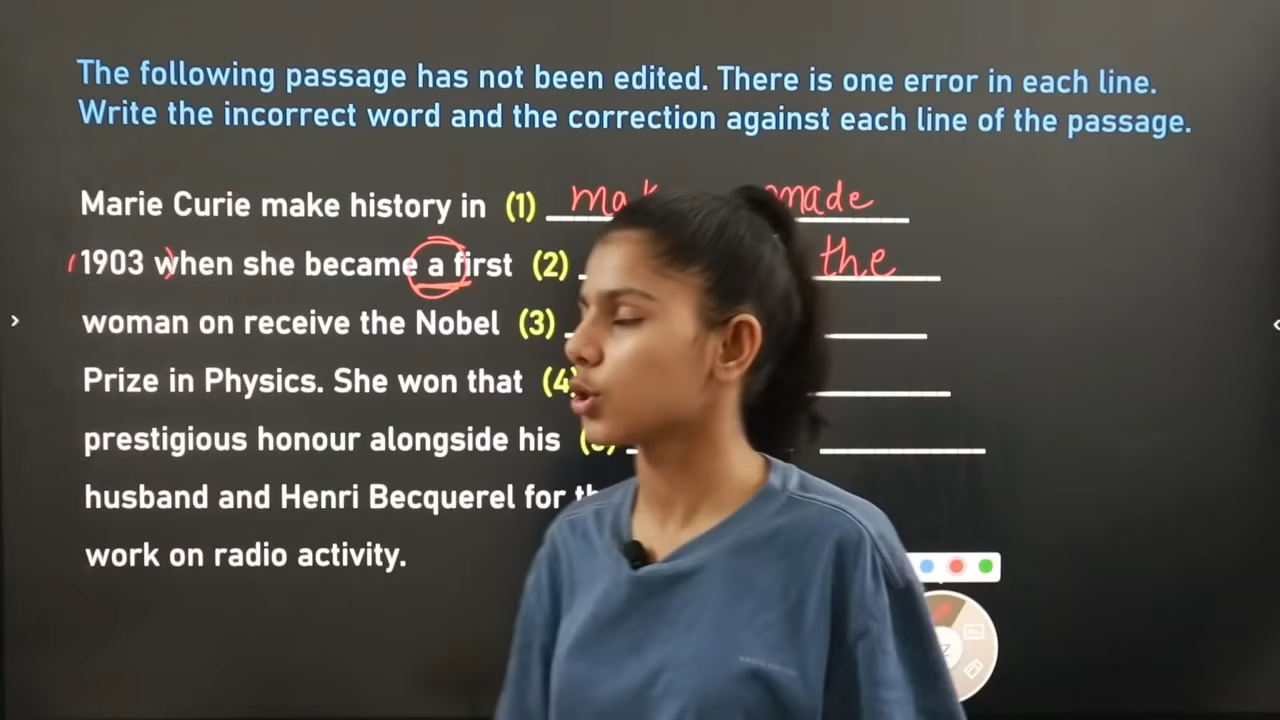 The following passage has not been edited. There is one error in each line.
Write the incorrect word and the correction against each line of the passage.
Marie Curie make history in (1) made
1903 when she became a first (2) the
woman on receive the Nobel (3)
Prize in Physics. She won that (4)
prestigious honour alongside his
husband and Henri Becquerel for
work on radio activity.